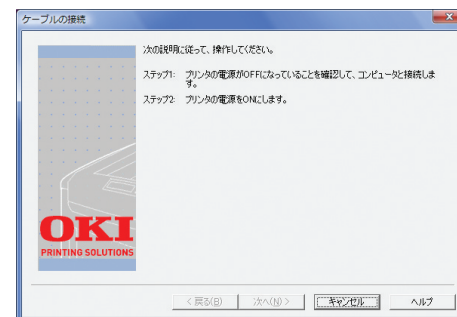 ケーブルの接続
次の説明に従って、操作してください。
ステップ1: プリンタの電源がOFFになっていることを確認して、コンピュータと接続しま
す。
ステップ2: プリンタの電源をONにします。
OKI
PRINTING SOLUTIONS
< 戻る(B) 次へ(N) > キャンセル ヘルプ